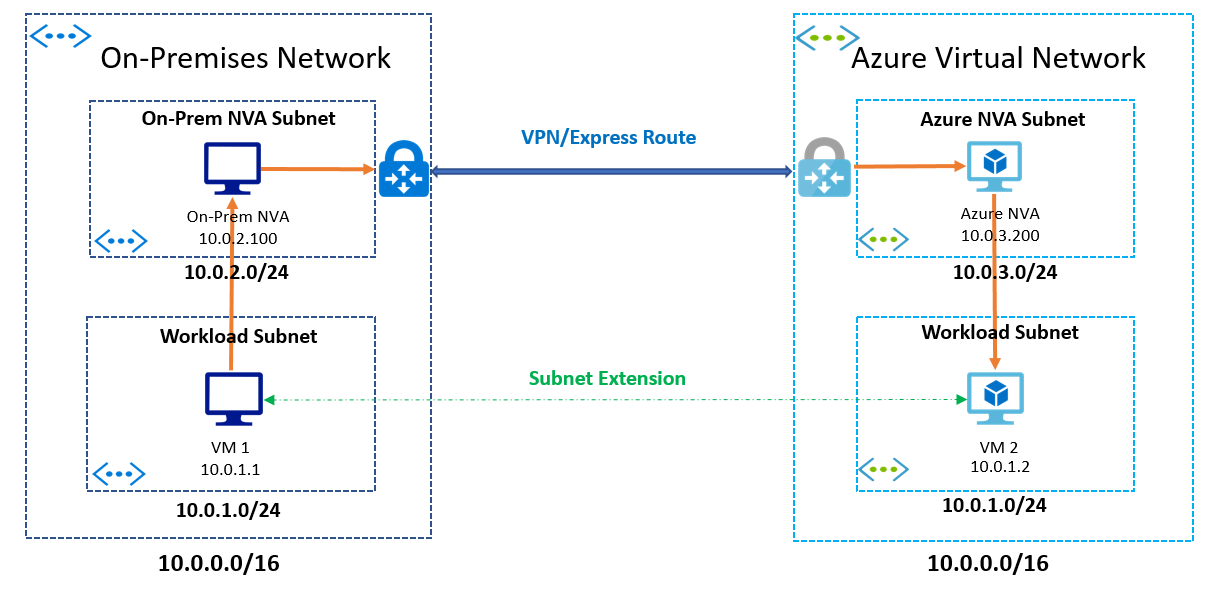 On-Premises Network
On-Prem NVA Subnet
On-Prem NVA
10.0.2.100
10.0.2.0/24
Workload Subnet
VM 1
10.0.1.1
10.0.1.0/24
10.0.0.0/16
VPN/Express Route
Subnet Extension
Azure Virtual Network
Azure NVA Subnet
Azure NVA
10.0.3.200
10.0.3.0/24
Workload Subnet
VM 2
10.0.1.2
10.0.1.0/24
10.0.0.0/16